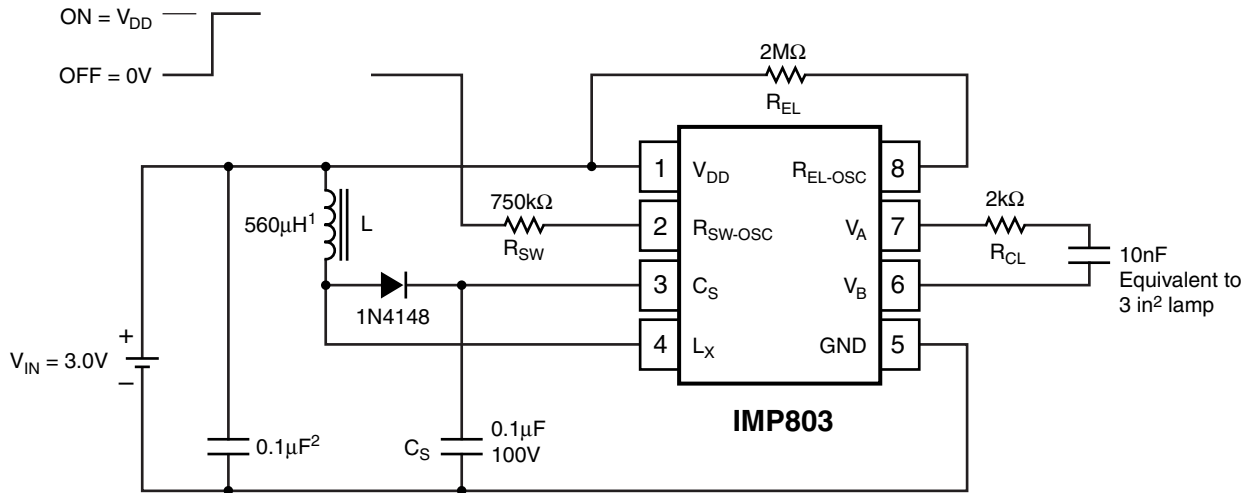 ON = VDD
OFF = 0V
2MΩ
REL
1
VDD
REL-OSC
8
560μH1
L
750kΩ
RSW
2
RSW-OSC
VA
7
2kΩ
RCL
10nF
Equivalent to
3 in2 lamp
1N4148
3
CS
VB
6
+
VIN = 3.0V
–
4
LX
GND
5
IMP803
0.1μF2
CS
0.1μF
100V